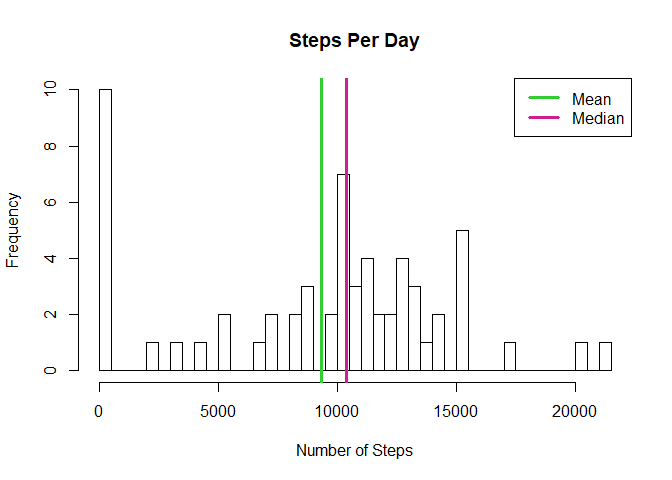 Steps Per Day
Mean
Median
Frequency
10
8
6
4
2
0
0 5000 10000 15000 20000
Number of Steps